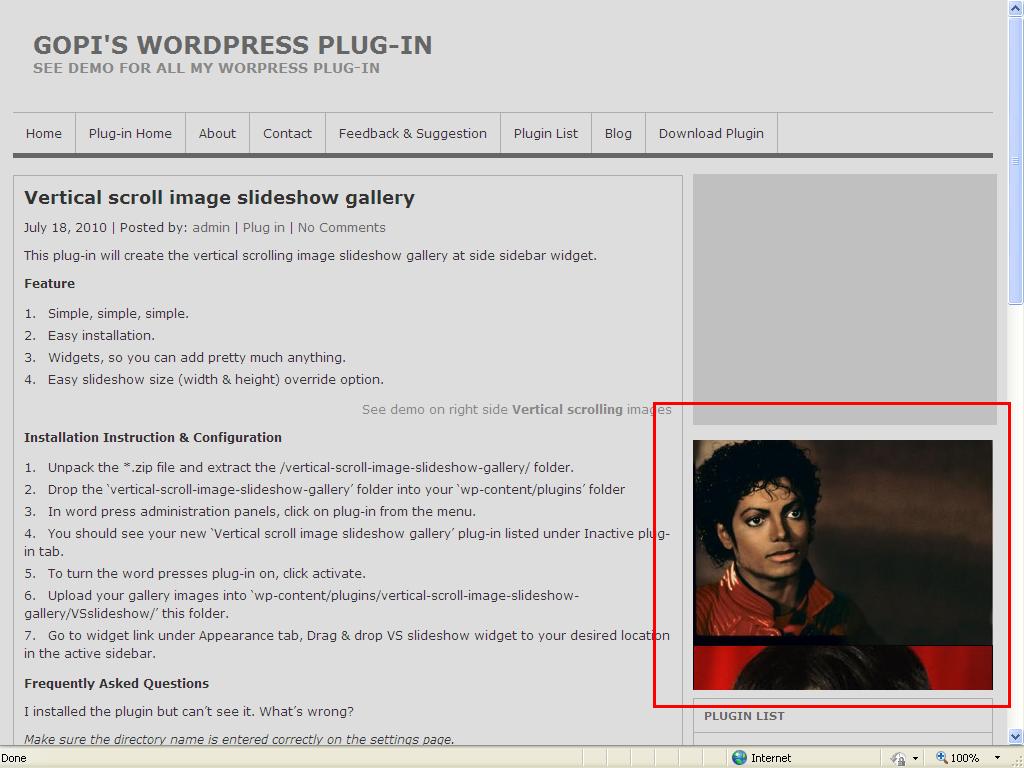 GOPI'S WORDPRESS PLUG-IN
SEE DEMO FOR ALL MY WORPRESS PLUG-IN
Home Plug-in Home About Contact Feedback & Suggestion Plugin List Blog Download Plugin
Vertical scroll image slideshow gallery
July 18, 2010 | Posted by: admin | Plug in | No Comments
This plug-in will create the vertical scrolling image slideshow gallery at side sidebar widget.
Feature
1. Simple, simple, simple.
2. Easy installation.
3. Widgets, so you can add pretty much anything.
4. Easy slideshow size (width & height) override option.
See demo on right side Vertical scrolling images
Installation Instruction & Configuration
1. Unpack the *.zip file and extract the /vertical-scroll-image-slideshow-gallery/ folder.
2. Drop the ‘vertical-scroll-image-slideshow-gallery’ folder into your ‘wp-content/plugins’ folder
3. In word press administration panels, click on plug-in from the menu.
4. You should see your new ‘Vertical scroll image slideshow gallery’ plug-in listed under Inactive plug-
in tab.
5. To turn the word presses plug-in on, click activate.
6. Upload your gallery images into ‘wp-content/plugins/vertical-scroll-image-slideshow-
gallery/VSslideshow/’ this folder.
7. Go to widget link under Appearance tab, Drag & drop VS slideshow widget to your desired location
in the active sidebar.
Frequently Asked Questions
I installed the plugin but can’t see it. What’s wrong?
Make sure the directory name is entered correctly on the settings page.
PLUGIN LIST
Done Internet 100%